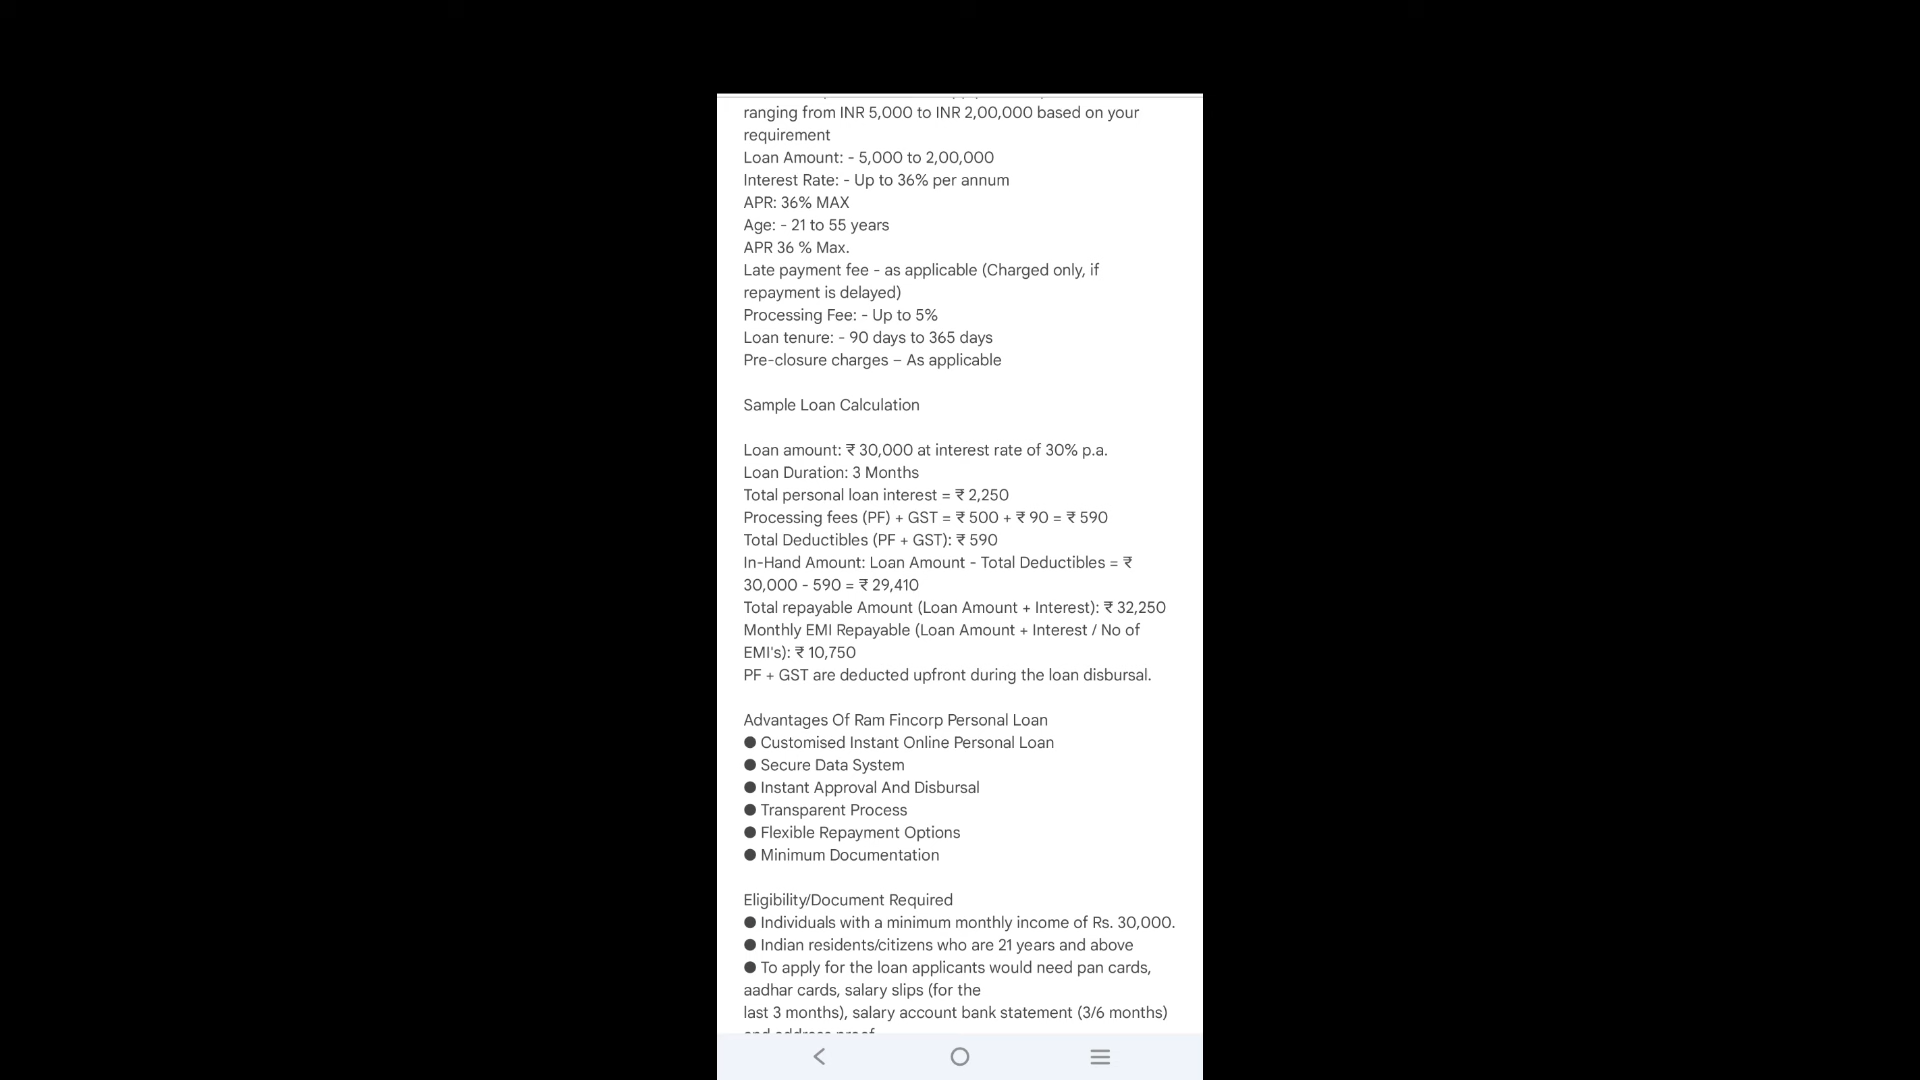 ranging from INR 5,000 to INR 2,00,000 based on your
requirement
Loan Amount: - 5,000 to 2,00,000
Interest Rate: - Up to 36% per annum
APR: 36% MAX
Age: - 21 to 55 years
APR 36 % Max.
Late payment fee - as applicable (Charged only, if
repayment is delayed)
Processing Fee: - Up to 5%
Loan tenure: - 90 days to 365 days
Pre-closure charges – As applicable
Sample Loan Calculation
Loan amount: ₹ 30,000 at interest rate of 30% p.a.
Loan Duration: 3 Months
Total personal loan interest = ₹ 2,250
Processing fees (PF) + GST = ₹ 500 + ₹ 90 = ₹ 590
Total Deductibles (PF + GST): ₹ 590
In-Hand Amount: Loan Amount - Total Deductibles = ₹
30,000 - 590 = ₹ 29,410
Total repayable Amount (Loan Amount + Interest): ₹ 32,250
Monthly EMI Repayable (Loan Amount + Interest / No of
EMI's): ₹ 10,750
PF + GST are deducted upfront during the loan disbursal.
Advantages Of Ram Fincorp Personal Loan
● Customised Instant Online Personal Loan
● Secure Data System
● Instant Approval And Disbursal
● Transparent Process
● Flexible Repayment Options
● Minimum Documentation
Eligibility/Document Required
● Individuals with a minimum monthly income of Rs. 30,000.
● Indian residents/citizens who are 21 years and above
● To apply for the loan applicants would need pan cards,
aadhar cards, salary slips (for the
last 3 months), salary account bank statement (3/6 months)
and address proof